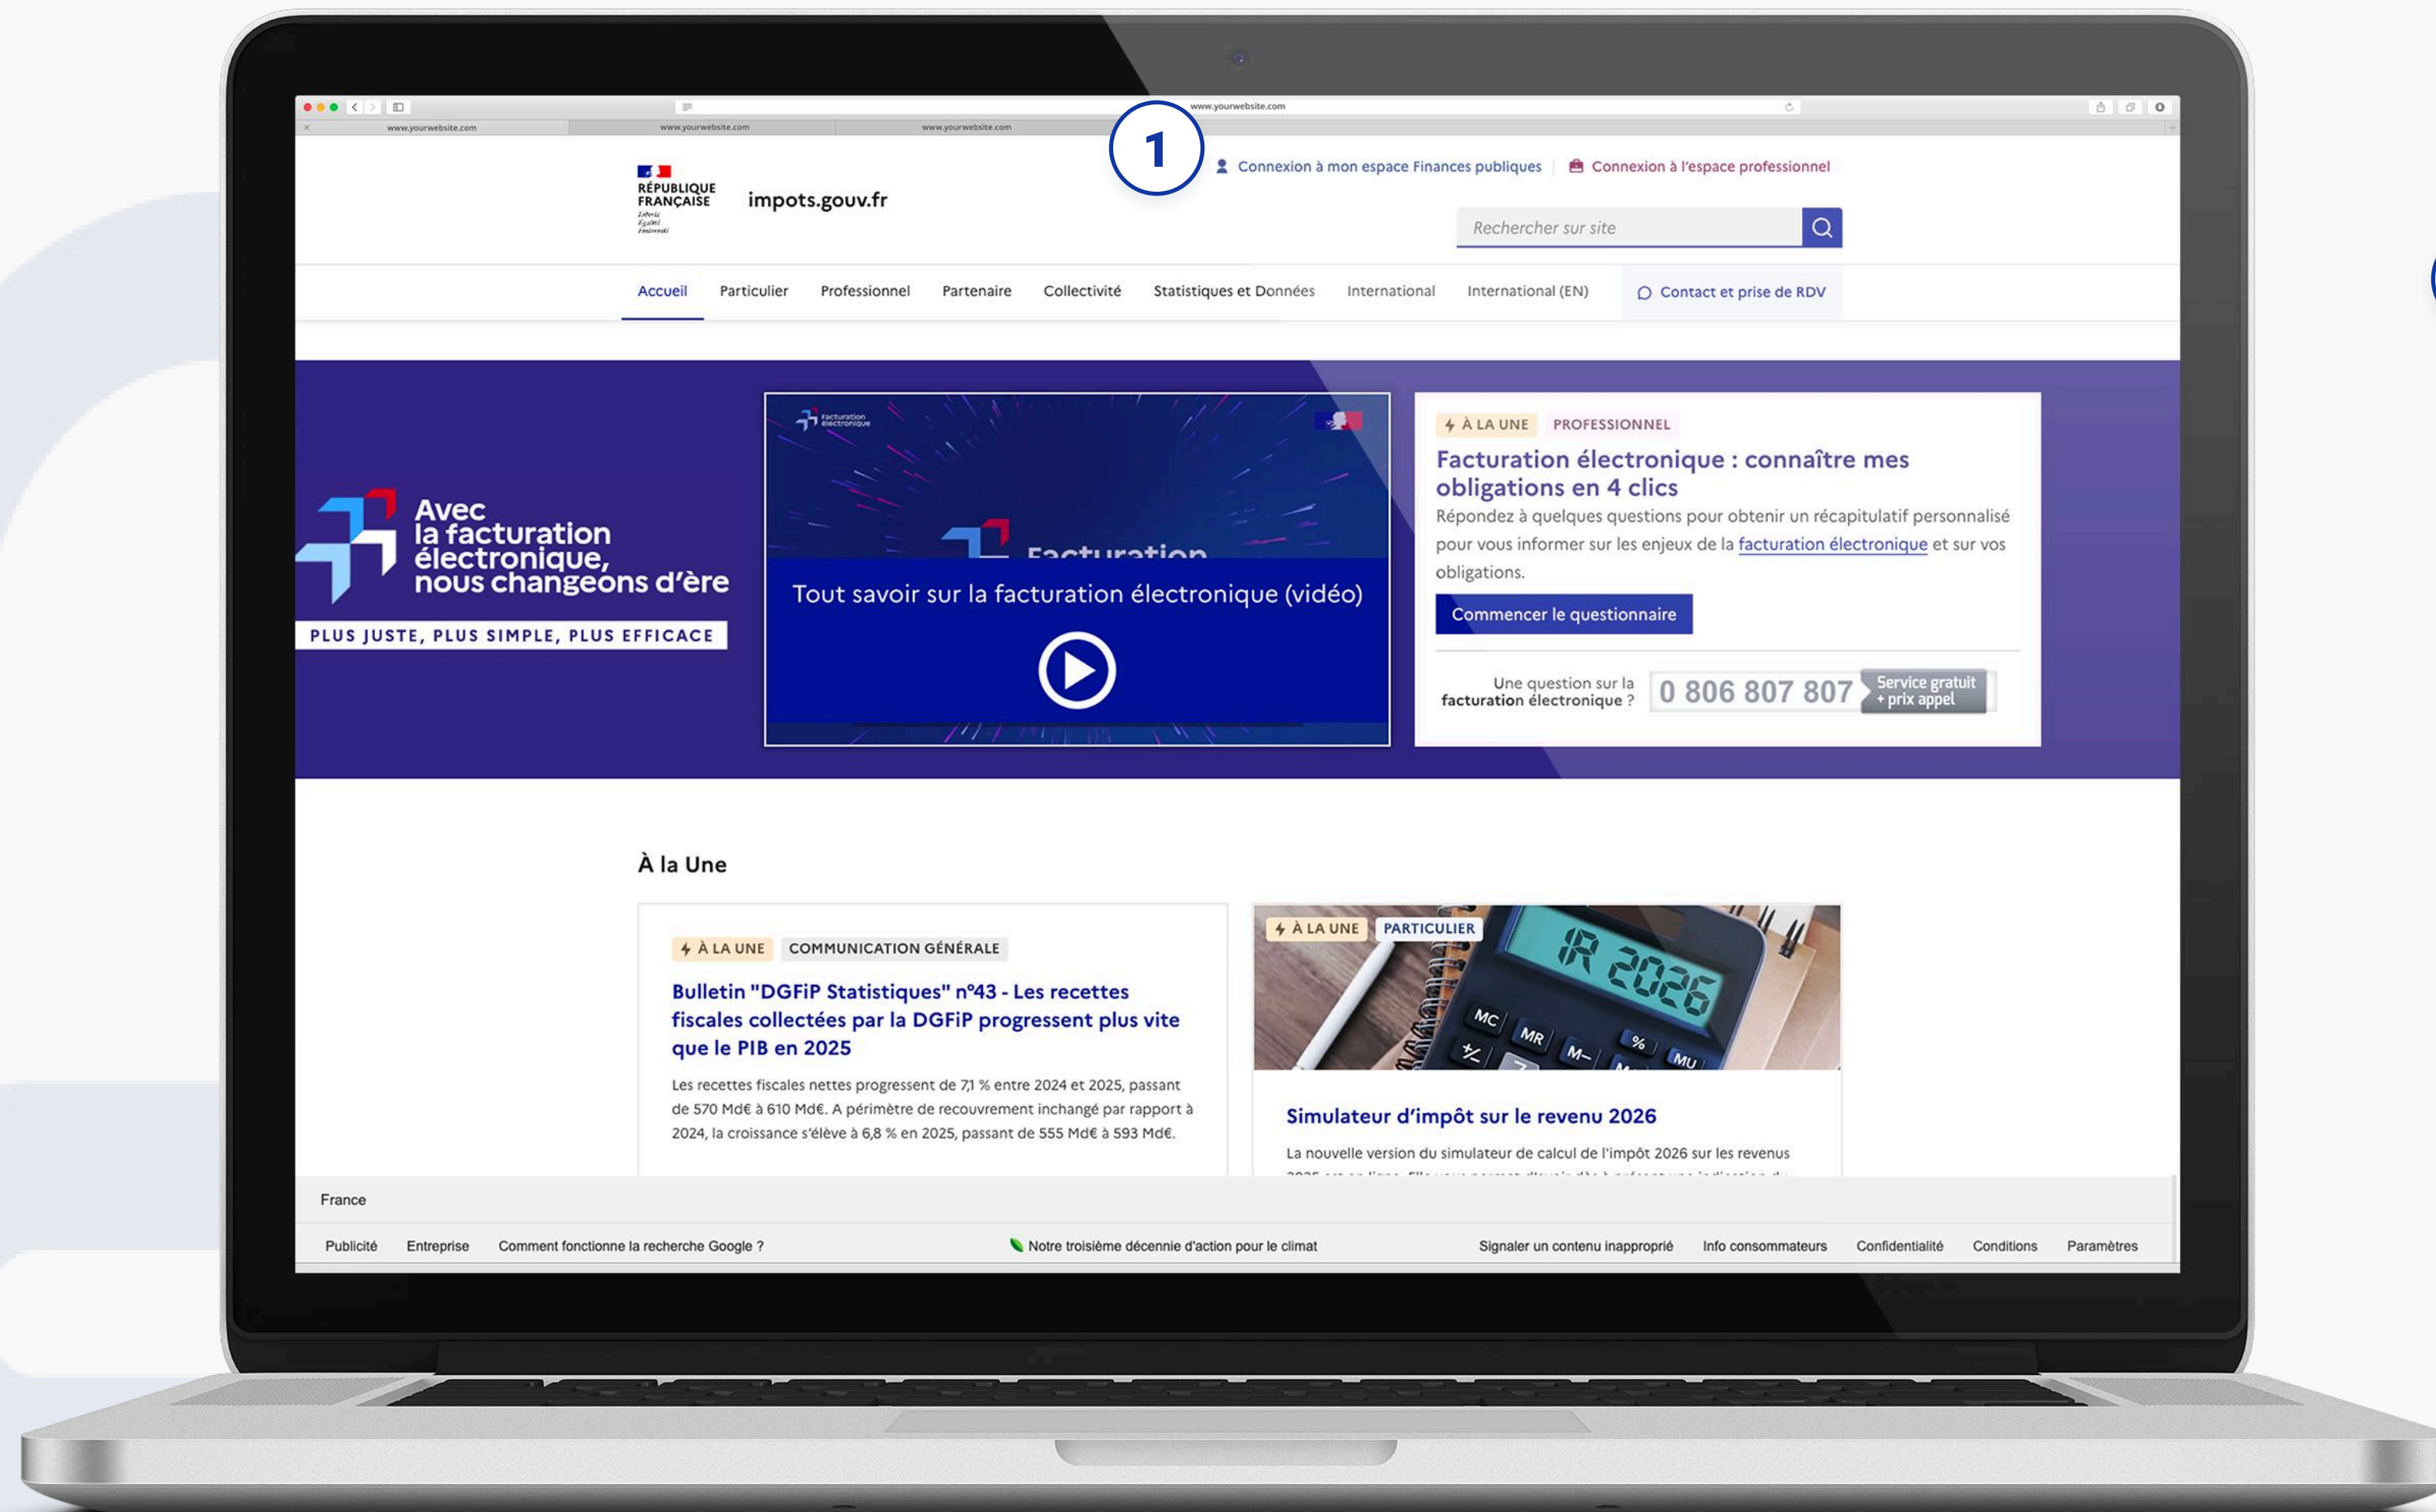 www.yourwebsite.com
www.yourwebsite.com
www.yourwebsite.com
www.yourwebsite.com
1
Connexion à mon espace Finances publiques
Connexion à l'espace professionnel
RÉPUBLIQUE
FRANÇAISE
Liberté
Égalité
Fraternité
impots.gouv.fr
Rechercher sur site
Accueil
Particulier
Professionnel
Partenaire
Collectivité
Statistiques et Données
International
International (EN)
Contact et prise de RDV
Avec
la facturation
électronique,
nous changeons d'ère
PLUS JUSTE, PLUS SIMPLE, PLUS EFFICACE
Facturation
électronique
Facturation
Tout savoir sur la facturation électronique (vidéo)
À LA UNE
PROFESSIONNEL
Facturation électronique : connaître mes
obligations en 4 clics
Répondez à quelques questions pour obtenir un récapitulatif personnalisé
pour vous informer sur les enjeux de la facturation électronique et sur vos
obligations.
Commencer le questionnaire
Une question sur la
facturation électronique ?
0 806 807 807
Service gratuit
+ prix appel
À la Une
À LA UNE
COMMUNICATION GÉNÉRALE
Bulletin "DGFiP Statistiques" n°43 - Les recettes
fiscales collectées par la DGFiP progressent plus vite
que le PIB en 2025
Les recettes fiscales nettes progressent de 7,1 % entre 2024 et 2025, passant
de 570 Md€ à 610 Md€. A périmètre de recouvrement inchangé par rapport à
2024, la croissance s'élève à 6,8 % en 2025, passant de 555 Md€ à 593 Md€.
À LA UNE
PARTICULIER
IR 2026
MC
MR
M-
%
MU
+/-
Simulateur d'impôt sur le revenu 2026
La nouvelle version du simulateur de calcul de l'impôt 2026 sur les revenus
France
Publicité
Entreprise
Comment fonctionne la recherche Google ?
Notre troisième décennie d'action pour le climat
Signaler un contenu inapproprié
Info consommateurs
Confidentialité
Conditions
Paramètres